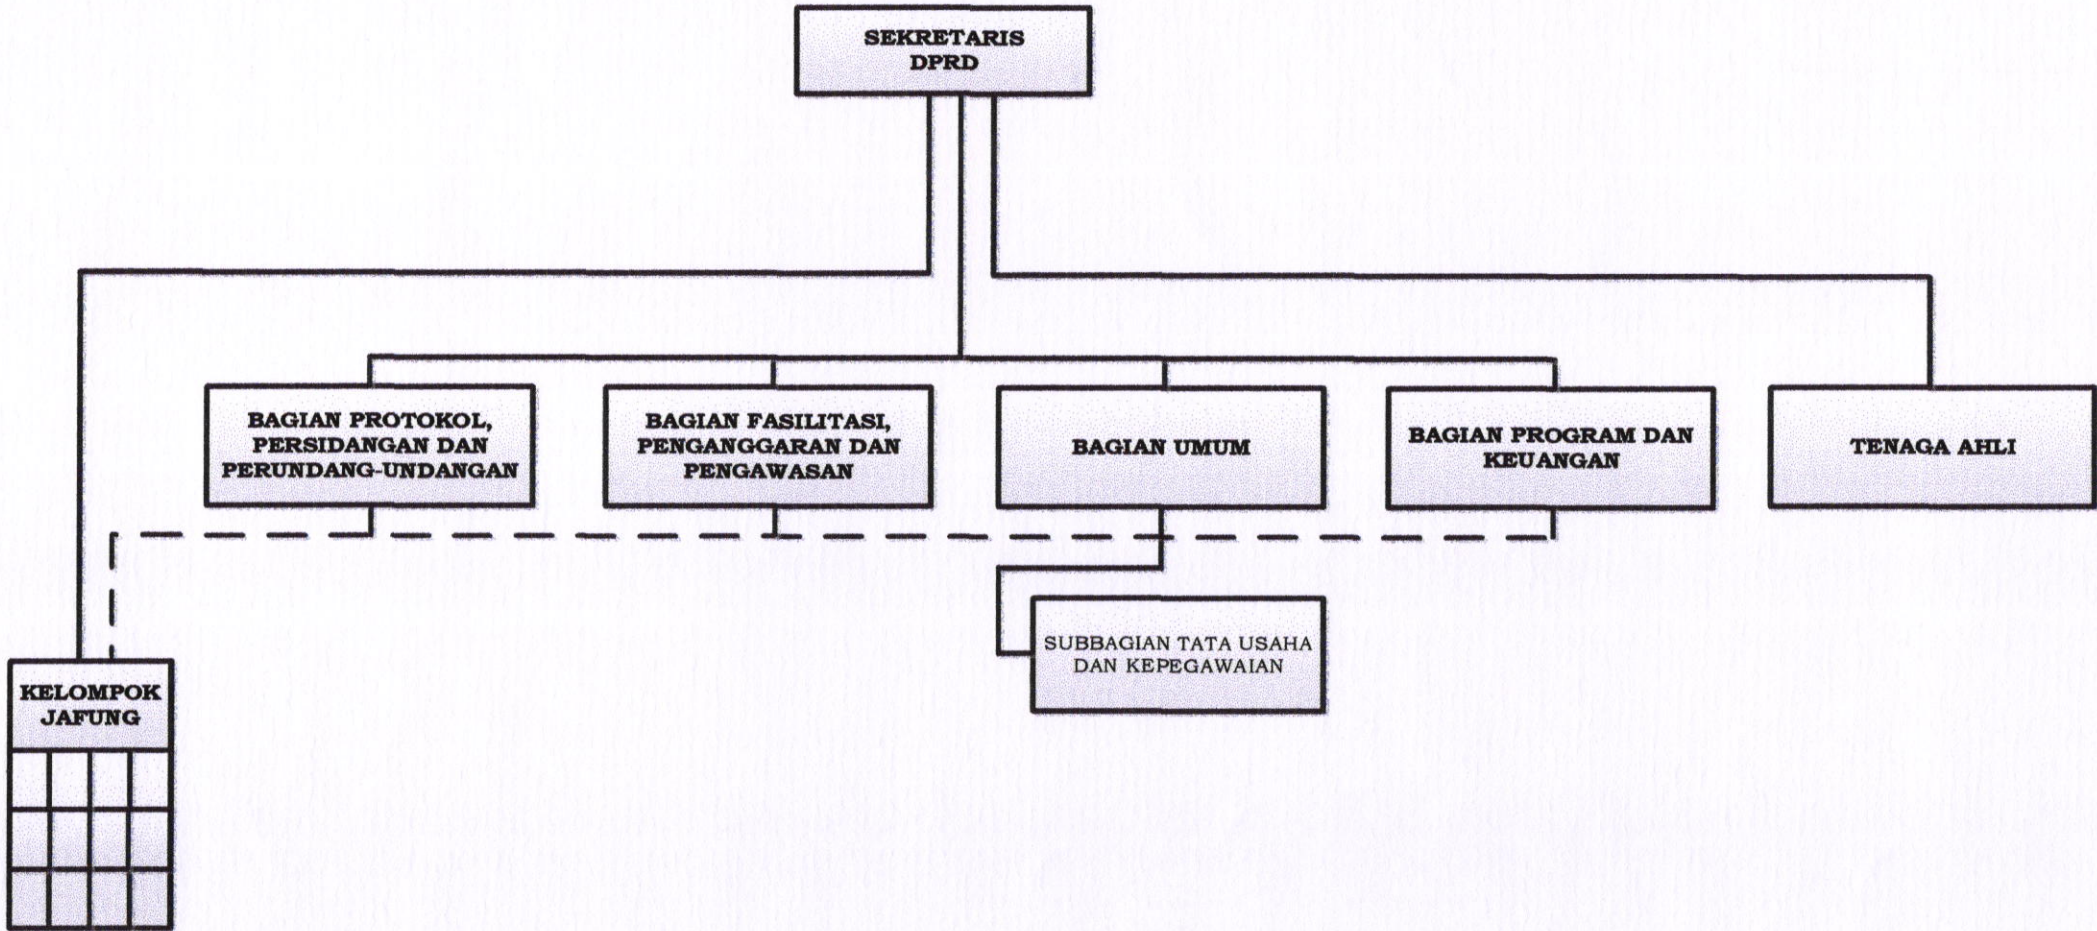 SEKRETARIS
DPRD
BAGIAN PROTOKOL,
PERSIDANGAN DAN
PERUNDANG-UNDANGAN
BAGIAN FASILITASI,
PENGANGGARAN DAN
PENGAWASAN
BAGIAN UMUM
BAGIAN PROGRAM DAN
KEUANGAN
TENAGA AHLI
SUBBAGIAN TATA USAHA
DAN KEPEGAWAIAN
KELOMPOK
JAFUNG